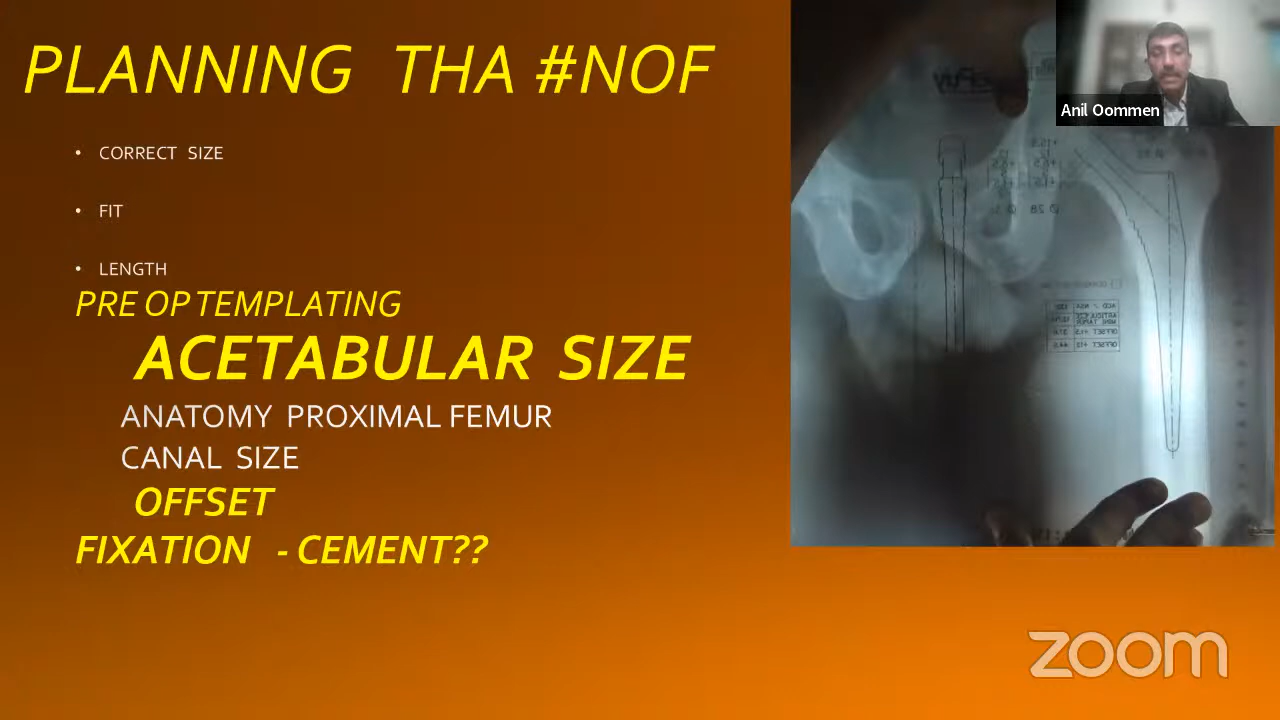 PLANNING THA #NOF
• CORRECT SIZE
• FIT
• LENGTH
PRE OP TEMPLATING
ACETABULAR SIZE
ANATOMY PROXIMAL FEMUR
CANAL SIZE
OFFSET
FIXATION - CEMENT??
Anil Oommen
zoom